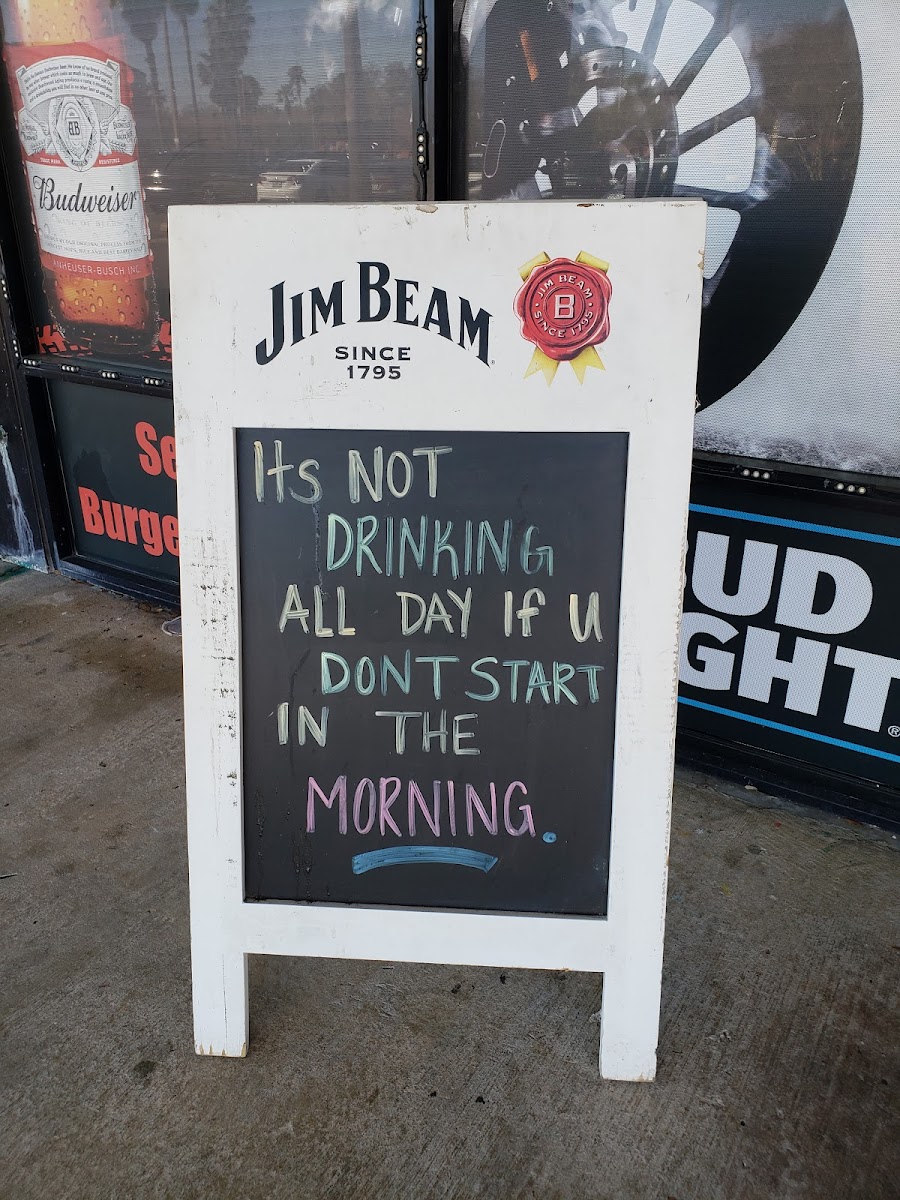 Budweiser
ANHEUSER-BUSCH INC
JIM BEAM
SINCE
1795
JIM BEAM
B
SINCE 1795
Its NOT
DRINKING
ALL DAY If U
DONT START
IN THE
MORNING.
Se
Burge
UD
GHT